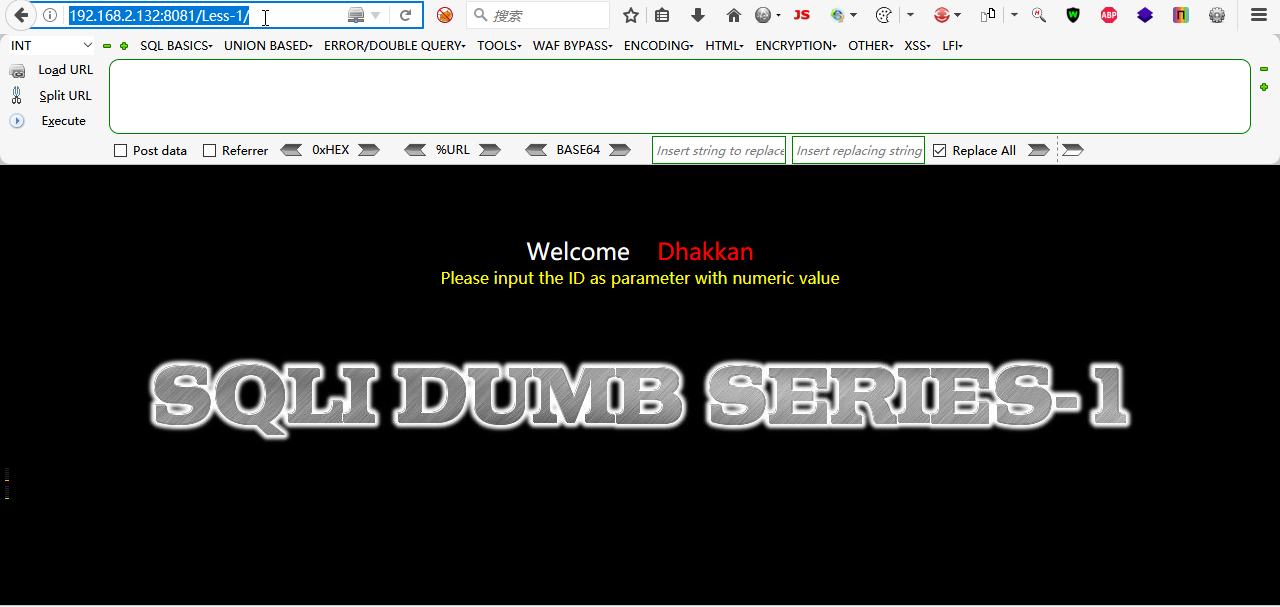 192.168.2.132:8081/Less-1/ 搜索 JS ABP
INT SQL BASICS UNION BASED ERROR/DOUBLE QUERY TOOLS WAF BYPASS ENCODING HTML ENCRYPTION OTHER XSS LFI
Load URL
Split URL
Execute
Post data Referrer 0xHEX %URL BASE64 Insert string to replace Insert replacing string Replace All
Welcome Dhakkan
Please input the ID as parameter with numeric value
SQLI DUMB SERIES-1